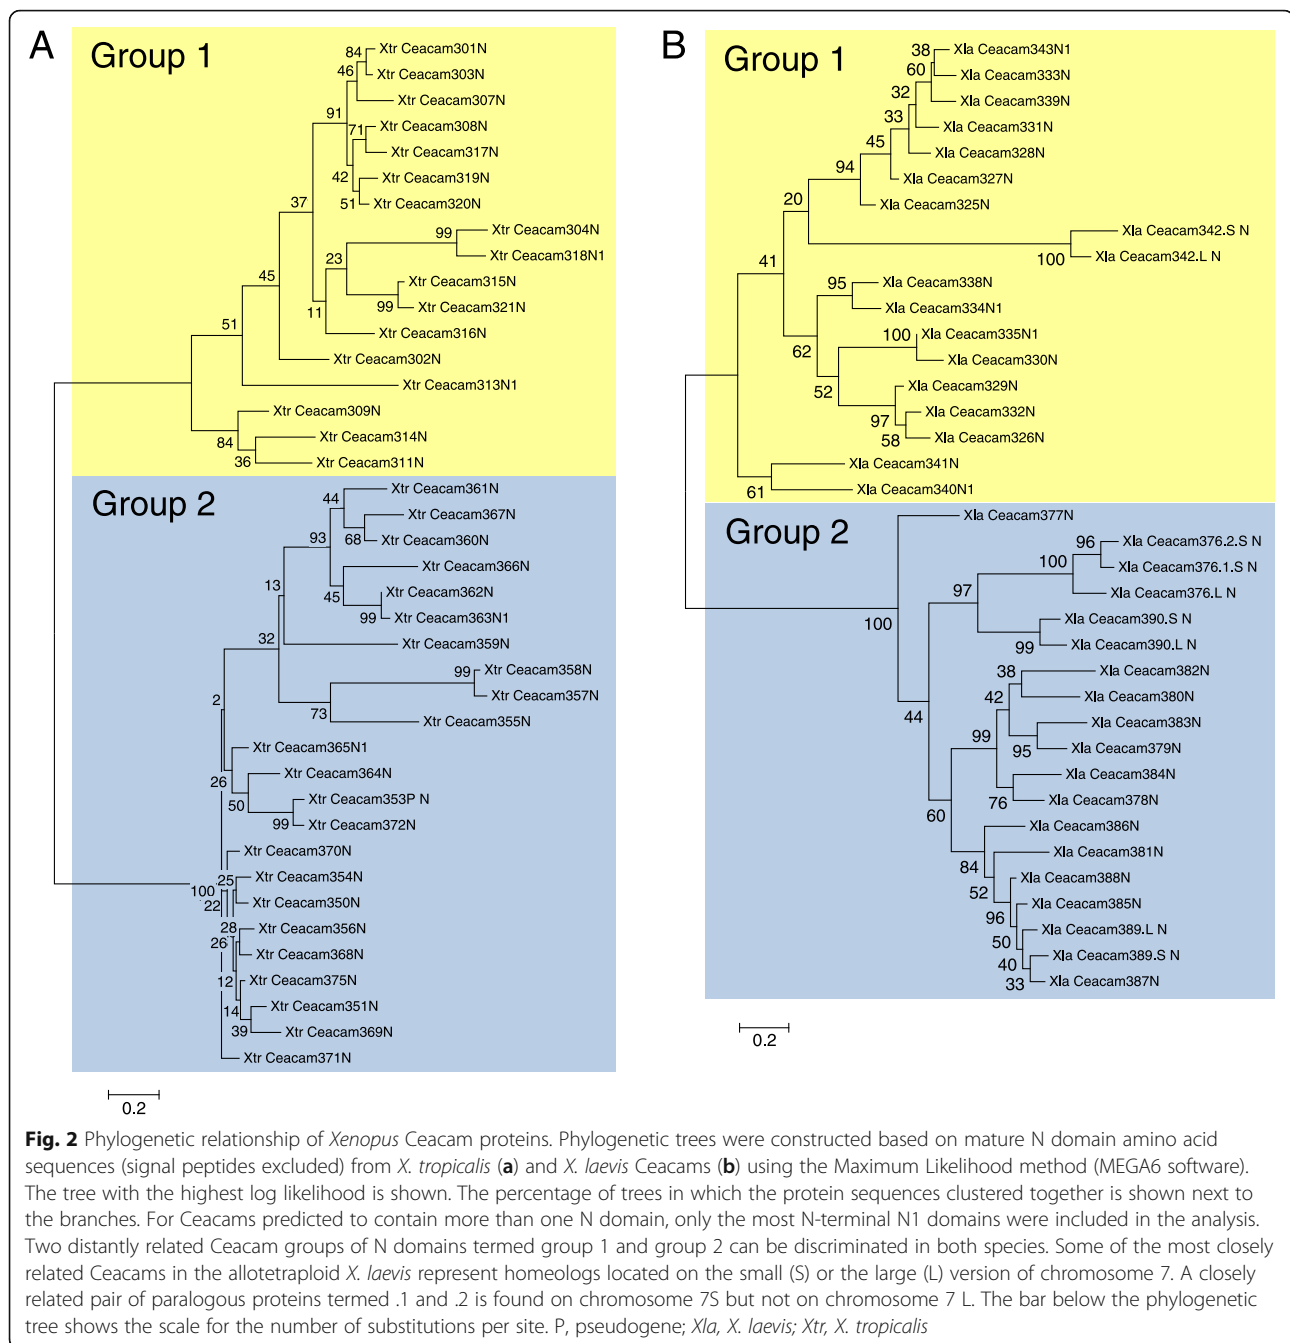 A
Group 1
84
Xtr Ceacam301N
46
Xtr Ceacam303N
Xtr Ceacam307N
91
71
Xtr Ceacam308N
Xtr Ceacam317N
42
Xtr Ceacam319N
51
Xtr Ceacam320N
37
99
Xtr Ceacam304N
Xtr Ceacam318N1
23
45
Xtr Ceacam315N
99
Xtr Ceacam321N
11
Xtr Ceacam316N
51
Xtr Ceacam302N
Xtr Ceacam313N1
Xtr Ceacam309N
84
Xtr Ceacam314N
36
Xtr Ceacam311N
Group 2
44
Xtr Ceacam361N
Xtr Ceacam367N
93
68
Xtr Ceacam360N
Xtr Ceacam366N
13
45
Xtr Ceacam362N
99
Xtr Ceacam363N1
32
Xtr Ceacam359N
99
Xtr Ceacam358N
Xtr Ceacam357N
2
73
Xtr Ceacam355N
Xtr Ceacam365N1
26
Xtr Ceacam364N
50
Xtr Ceacam353P N
99
Xtr Ceacam372N
Xtr Ceacam370N
25
Xtr Ceacam354N
100
22
Xtr Ceacam350N
28
Xtr Ceacam356N
26
Xtr Ceacam368N
12
Xtr Ceacam375N
14
Xtr Ceacam351N
39
Xtr Ceacam369N
Xtr Ceacam371N
0.2
B
Group 1
38
Xla Ceacam343N1
60
Xla Ceacam333N
32
Xla Ceacam339N
33
Xla Ceacam331N
45
Xla Ceacam328N
94
Xla Ceacam327N
20
Xla Ceacam325N
Xla Ceacam342.S N
100
Xla Ceacam342.L N
41
95
Xla Ceacam338N
Xla Ceacam334N1
100
Xla Ceacam335N1
62
Xla Ceacam330N
52
Xla Ceacam329N
97
Xla Ceacam332N
58
Xla Ceacam326N
Xla Ceacam341N
61
Xla Ceacam340N1
Group 2
Xla Ceacam377N
96
Xla Ceacam376.2.S N
100
Xla Ceacam376.1.S N
97
Xla Ceacam376.L N
100
Xla Ceacam390.S N
99
Xla Ceacam390.L N
38
Xla Ceacam382N
42
Xla Ceacam380N
44
99
Xla Ceacam383N
95
Xla Ceacam379N
Xla Ceacam384N
76
Xla Ceacam378N
60
Xla Ceacam386N
84
Xla Ceacam381N
52
Xla Ceacam388N
96
Xla Ceacam385N
50
Xla Ceacam389.L N
40
Xla Ceacam389.S N
33
Xla Ceacam387N
0.2
Fig. 2 Phylogenetic relationship of Xenopus Ceacam proteins. Phylogenetic trees were constructed based on mature N domain amino acid
sequences (signal peptides excluded) from X. tropicalis (a) and X. laevis Ceacams (b) using the Maximum Likelihood method (MEGA6 software).
The tree with the highest log likelihood is shown. The percentage of trees in which the protein sequences clustered together is shown next to
the branches. For Ceacams predicted to contain more than one N domain, only the most N-terminal N1 domains were included in the analysis.
Two distantly related Ceacam groups of N domains termed group 1 and group 2 can be discriminated in both species. Some of the most closely
related Ceacams in the allotetraploid X. laevis represent homeologs located on the small (S) or the large (L) version of chromosome 7. A closely
related pair of paralogous proteins termed .1 and .2 is found on chromosome 7S but not on chromosome 7 L. The bar below the phylogenetic
tree shows the scale for the number of substitutions per site. P, pseudogene; Xla, X. laevis; Xtr, X. tropicalis